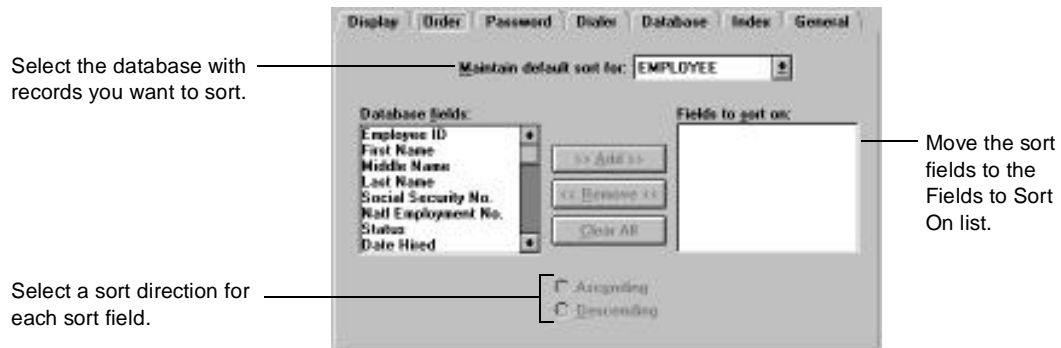 Display Order Password Dialer Database Index General
Select the database with
records you want to sort.
Maintain default sort for: EMPLOYEE
Database fields:
Fields to sort on:
Employee ID
First Name
Middle Name
Last Name
Social Security No.
Natl Employment No.
Status
Date Hired
>> Add >>
<< Remove <<
Clear All
Move the sort
fields to the
Fields to Sort
On list.
Select a sort direction for
each sort field.
Ascending
Descending